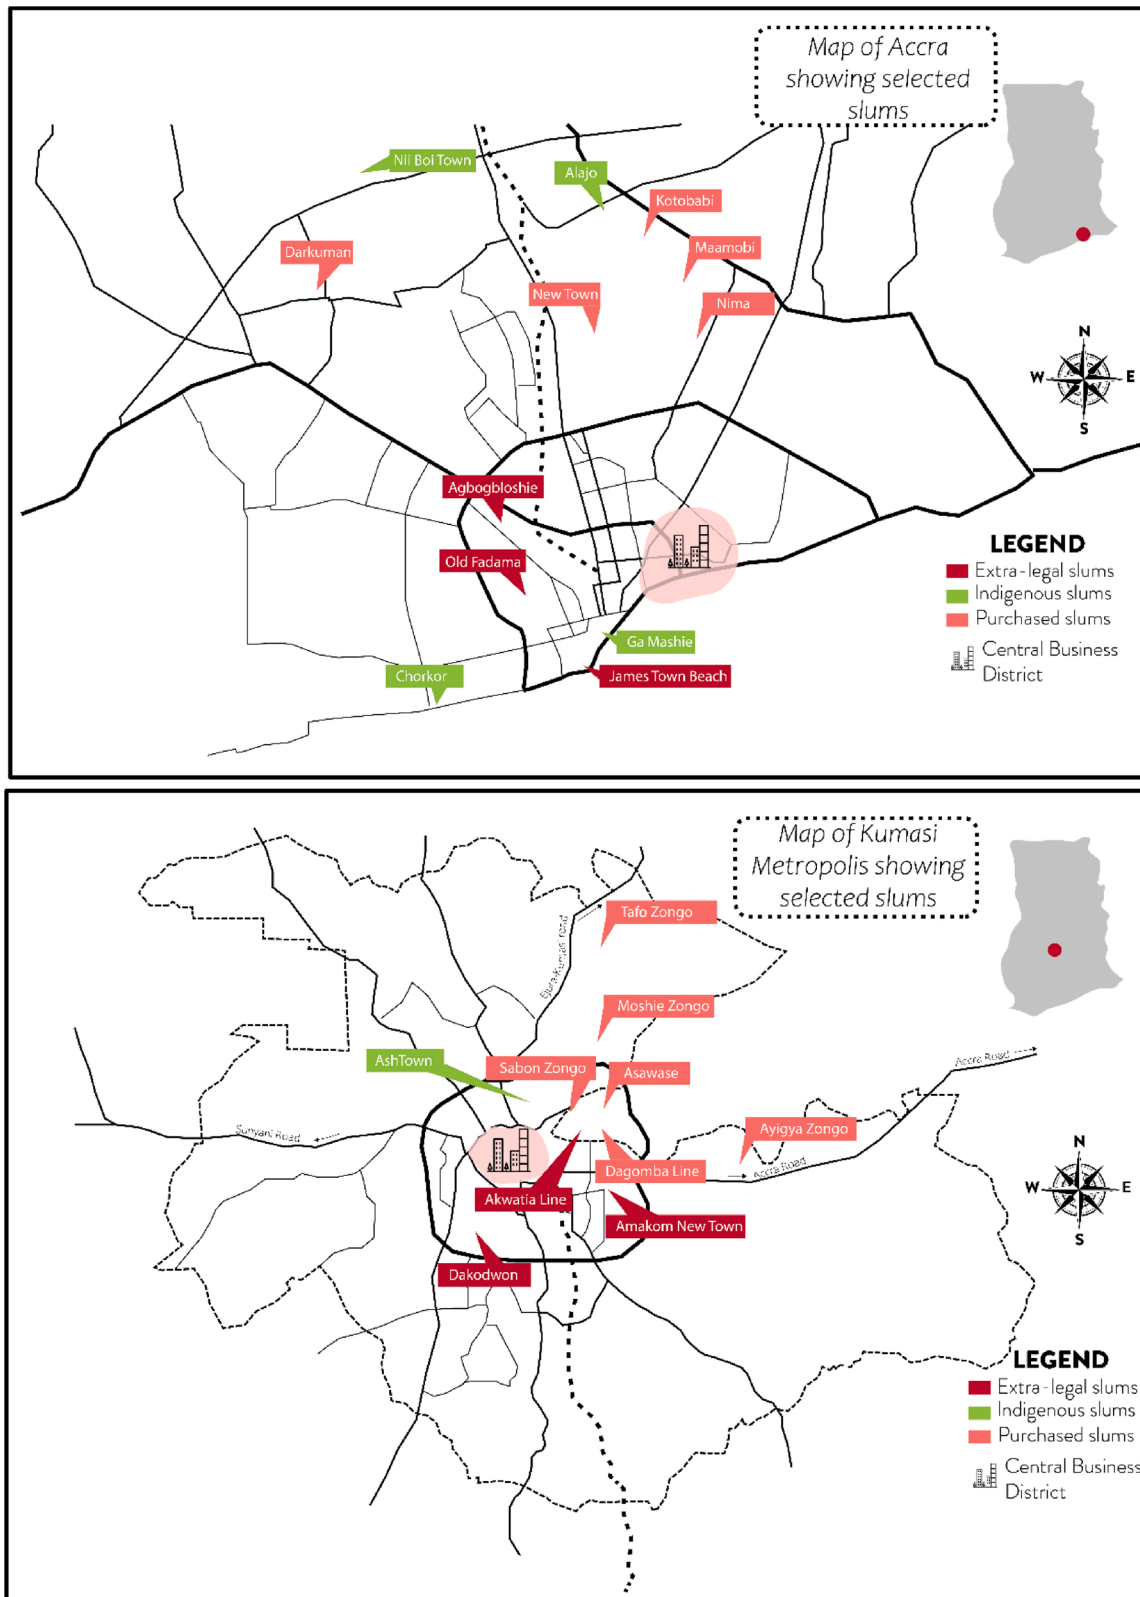 Map of Accra
showing selected
slums
Nii Boi Town
Alajo
Kotobabi
Darkuman
Maamobi
New Town
Nima
N
W
E
S
Agbogbloshie
Old Fadama
Ga Mashie
Chorkor
James Town Beach
LEGEND
Extra-legal slums
Indigenous slums
Purchased slums
Central Business
District
Map of Kumasi
Metropolis showing
selected slums
Tafo Zongo
Ejura-Kumasi road
Moshie Zongo
AshTown
Sabon Zongo
Asawase
Accra Road
Sunyani Road
Ayigya Zongo
Dagomba Line
Accra Road
Akwatia Line
Amakom New Town
Dakodwon
N
W
E
S
LEGEND
Extra-legal slums
Indigenous slums
Purchased slums
Central Business
District